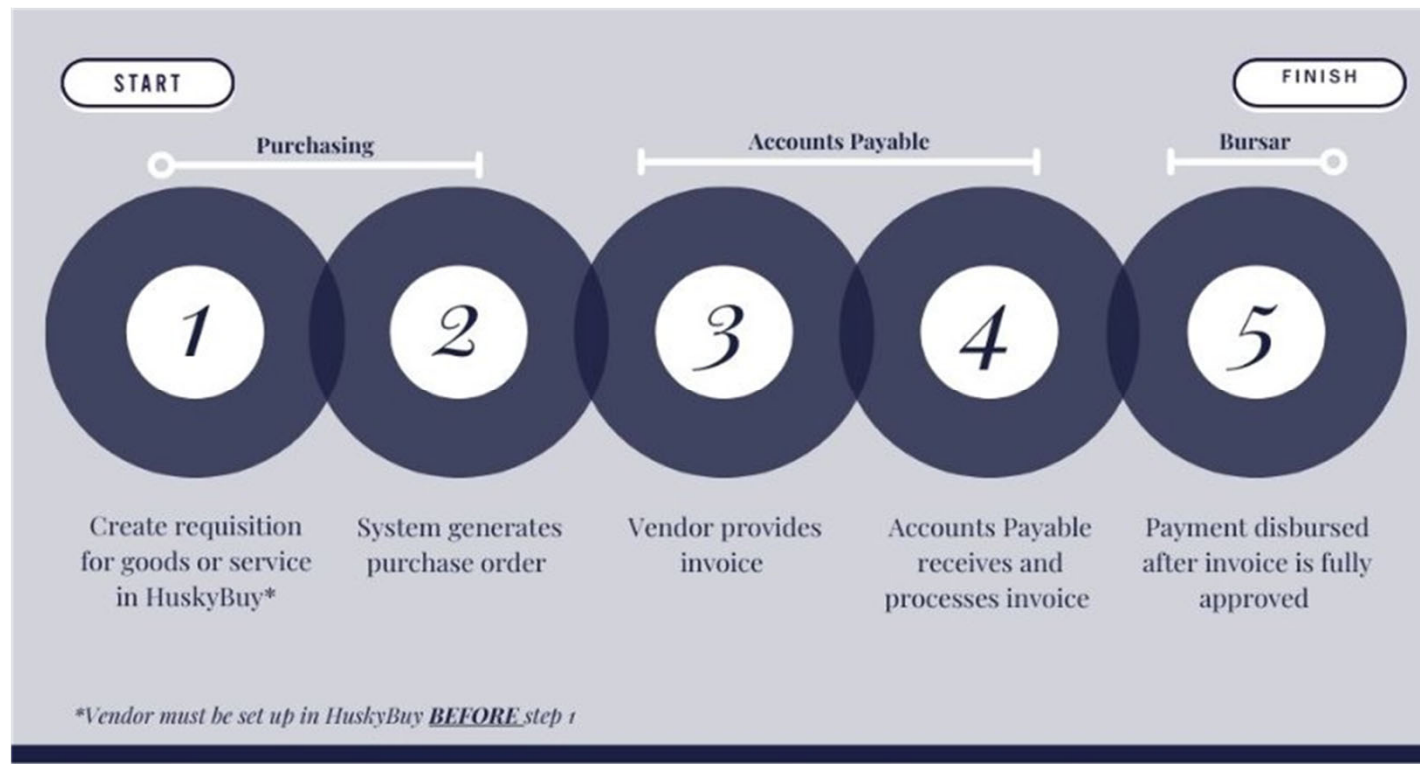 START
FINISH
Purchasing
Accounts Payable
Bursar
1
2
3
4
5
Create requisition
for goods or service
in HuskyBuy*
System generates
purchase order
Vendor provides
invoice
Accounts Payable
receives and
processes invoice
Payment disbursed
after invoice is fully
approved
*Vendor must be set up in HuskyBuy BEFORE step 1